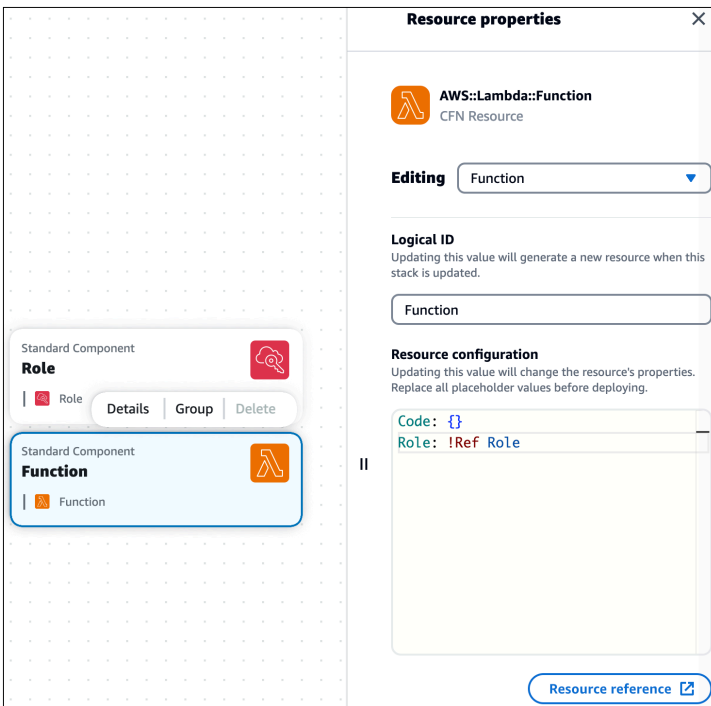 Resource properties
AWS::Lambda::Function
CFN Resource
Editing
Function
Logical ID
Updating this value will generate a new resource when this
stack is updated.
Function
Standard Component
Role
Role
Details
Group
Delete
Standard Component
Function
Function
Resource configuration
Updating this value will change the resource's properties.
Replace all placeholder values before deploying.
Code: {}
Role: !Ref Role
Resource reference